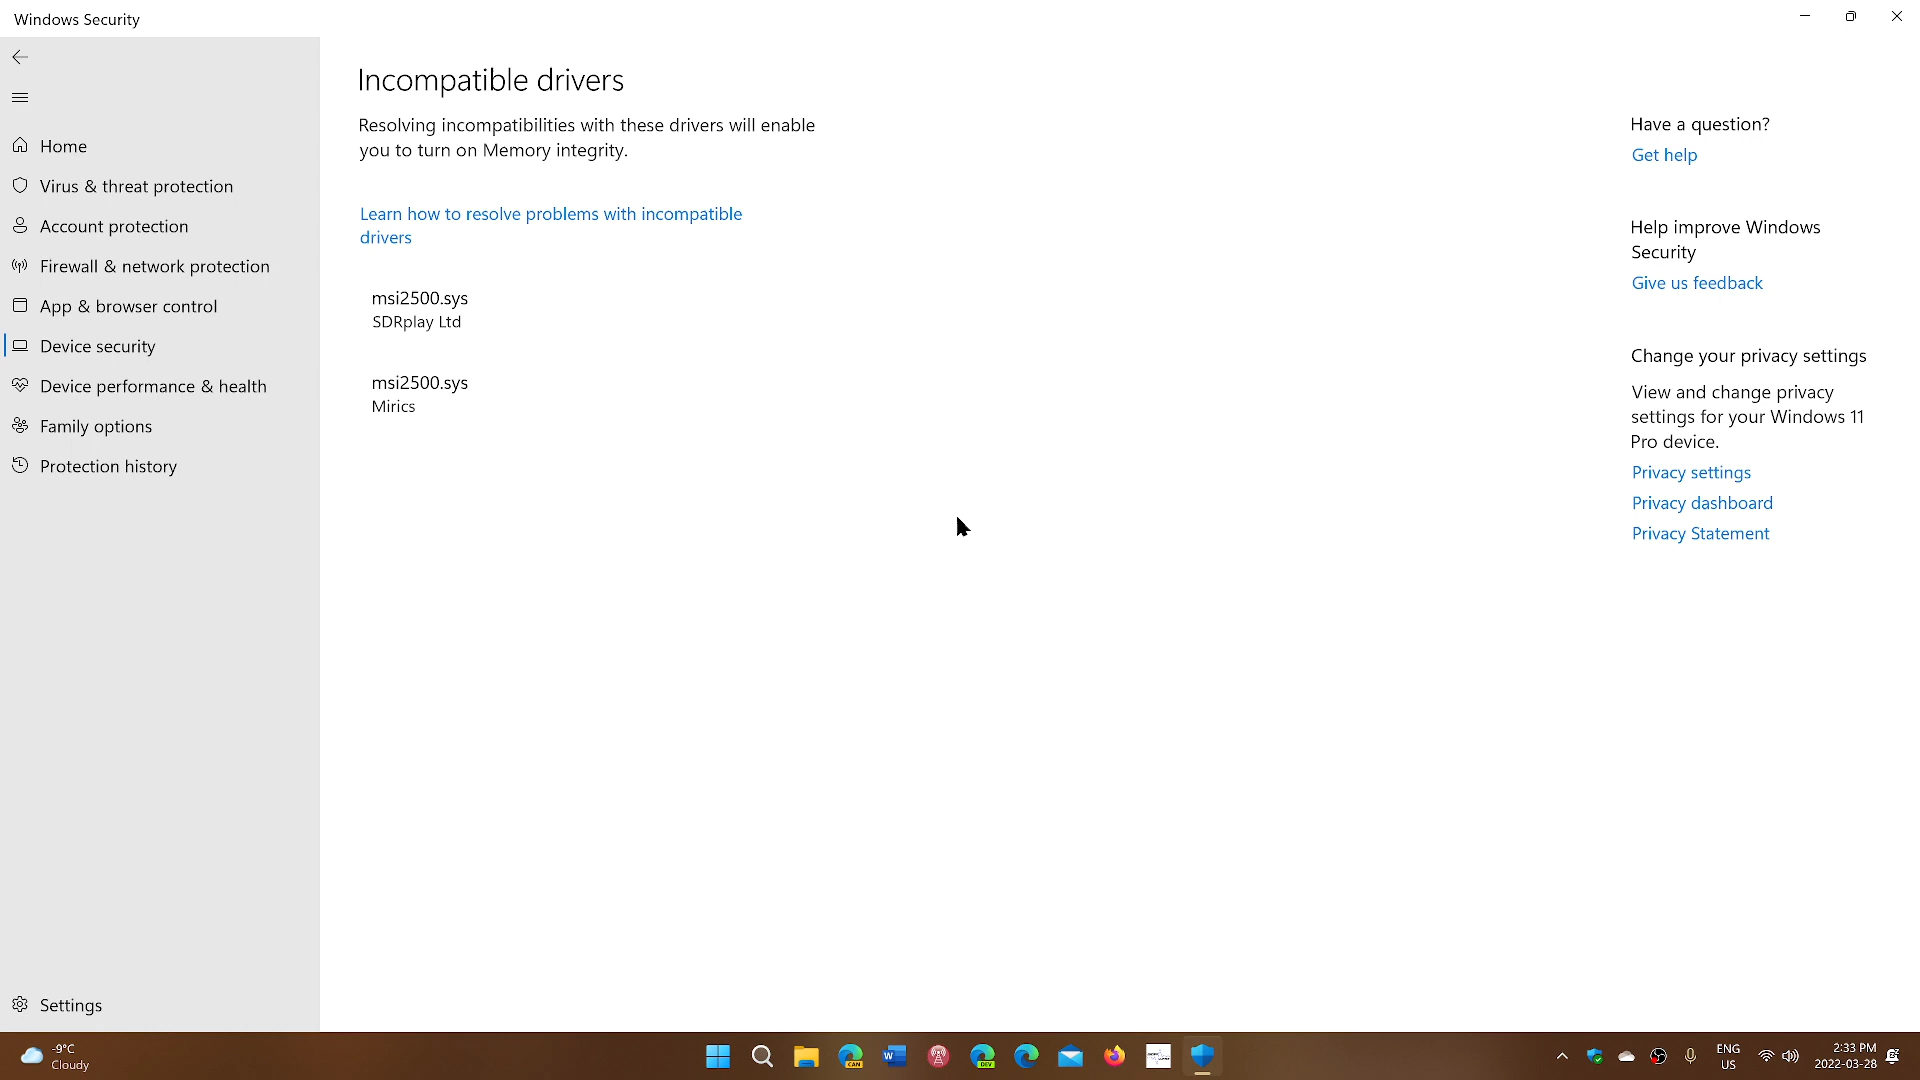 Windows Security
Home
Virus & threat protection
Account protection
Firewall & network protection
App & browser control
Device security
Device performance & health
Family options
Protection history
Settings
Incompatible drivers
Resolving incompatibilities with these drivers will enable
you to turn on Memory integrity.
Learn how to resolve problems with incompatible
drivers
msi2500.sys
SDRplay Ltd
msi2500.sys
Mirics
Have a question?
Get help
Help improve Windows
Security
Give us feedback
Change your privacy settings
View and change privacy
settings for your Windows 11
Pro device.
Privacy settings
Privacy dashboard
Privacy Statement
-9°C
Cloudy
CAN
W
DEV
ENG
US
2:33 PM
2022-03-28